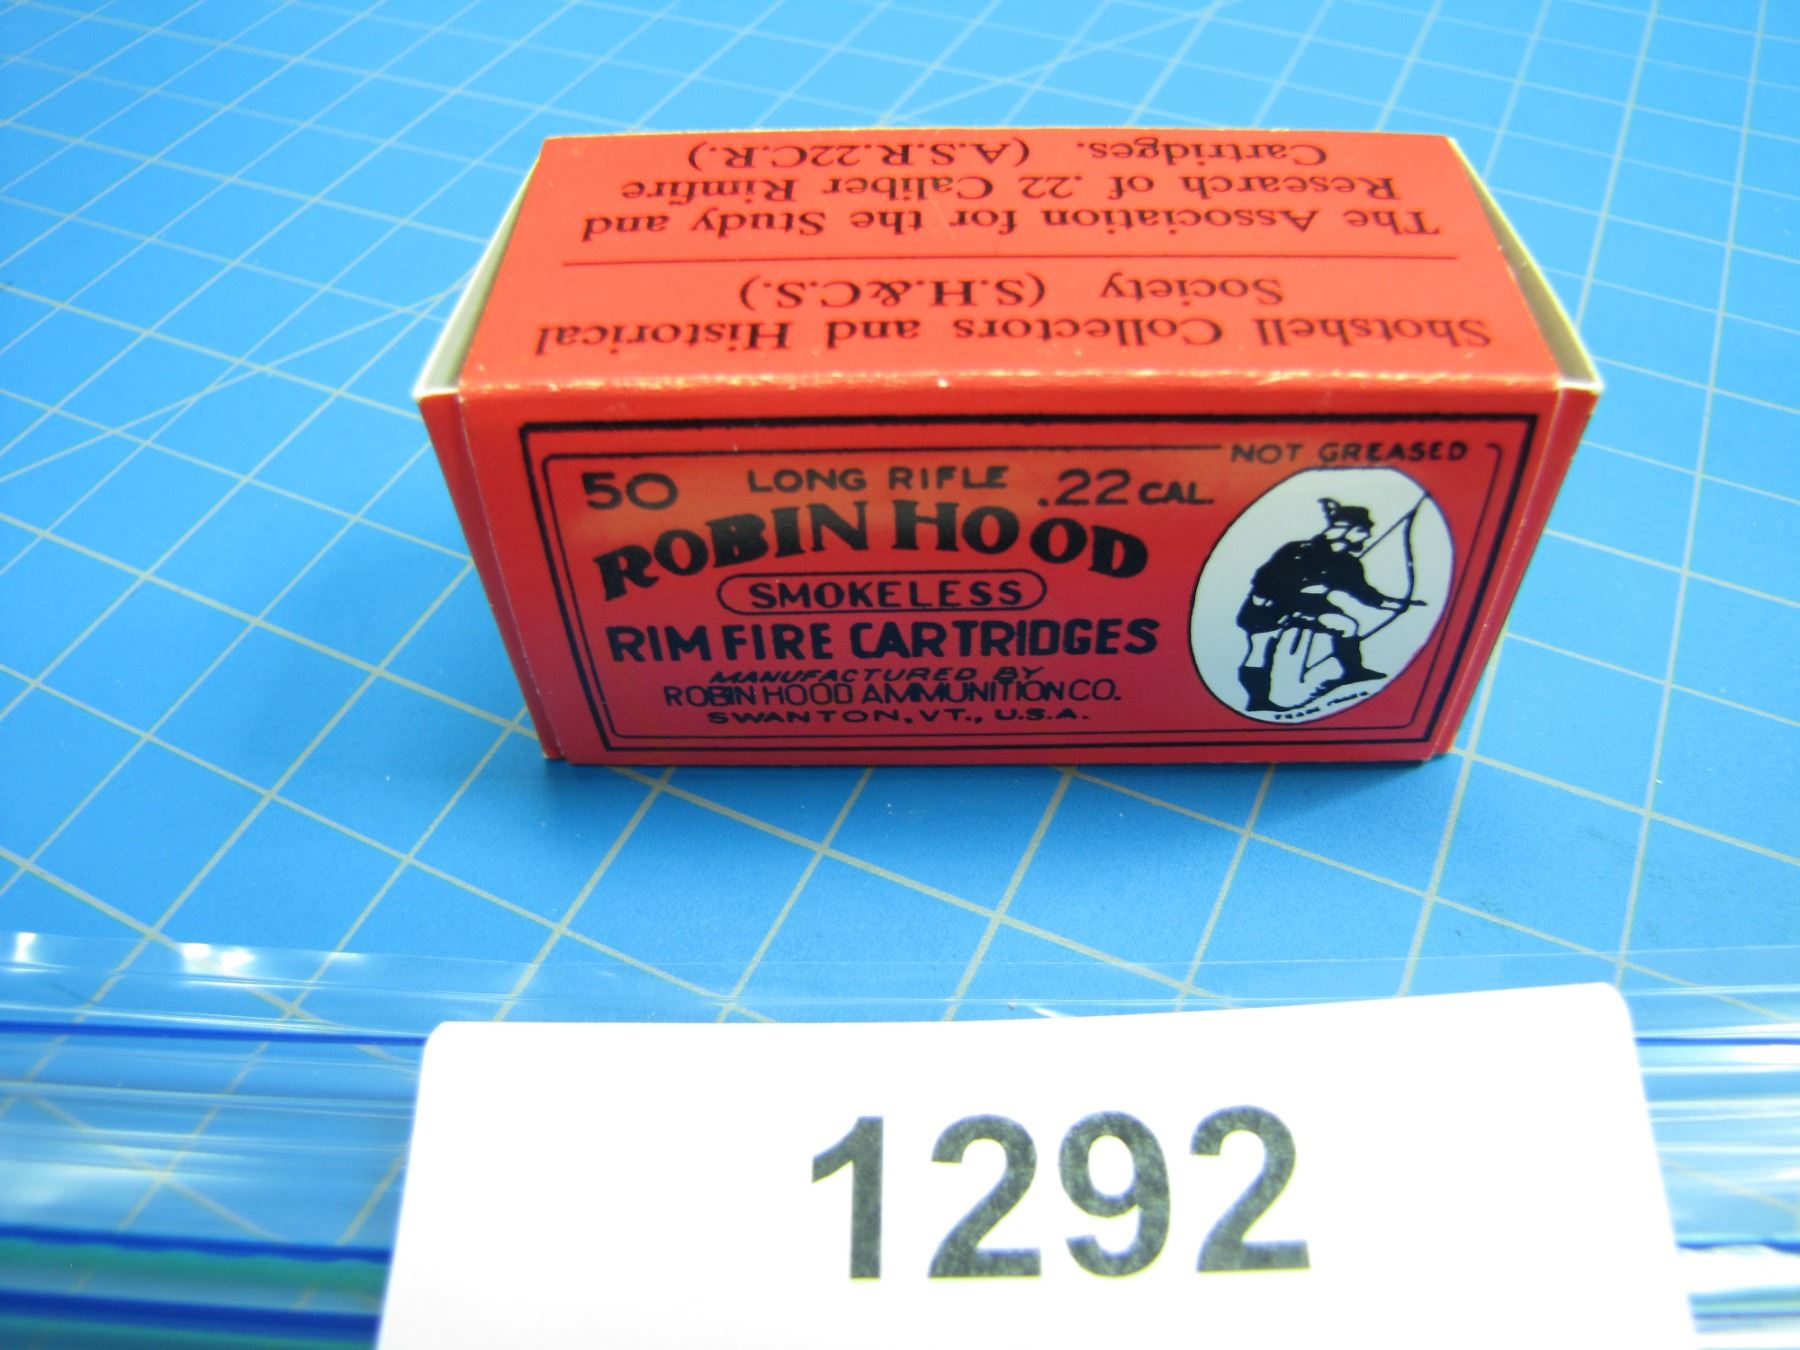 Shotshell Collectors and Historical
Society (S.H.&C.S.)
The Association for the Study and
Research of .22 Caliber Rimfire
Cartridges. (A.S.R.22C.R.)
NOT GREASED
50 LONG RIFLE .22 CAL.
ROBIN HOOD
SMOKELESS
RIM FIRE CARTRIDGES
MANUFACTURED BY
ROBIN HOOD AMMUNITION CO.
SWANTON, VT., U.S.A.
1292